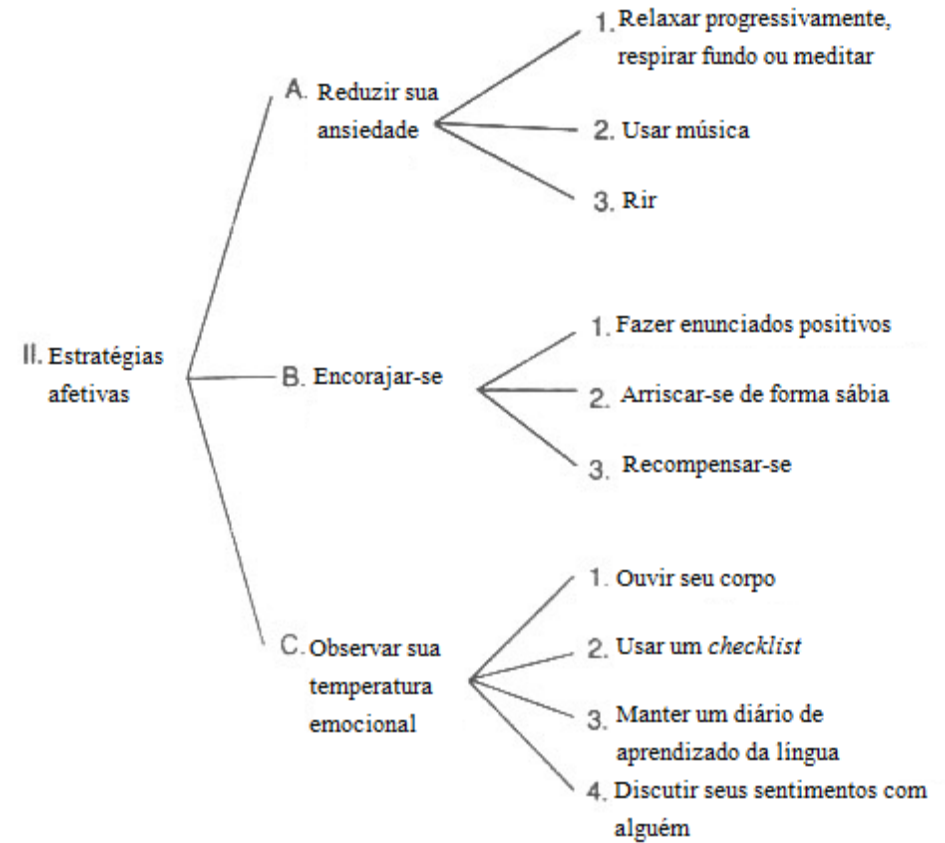 II. Estratégias
afetivas
A. Reduzir sua
ansiedade
1. Relaxar progressivamente,
respirar fundo ou meditar
2. Usar música
3. Rir
B. Encorajar-se
1. Fazer enunciados positivos
2. Arriscar-se de forma sábia
3. Recompensar-se
C. Observar sua
temperatura
emocional
1. Ouvir seu corpo
2. Usar um checklist
3. Manter um diário de
aprendizado da língua
4. Discutir seus sentimentos com
alguém